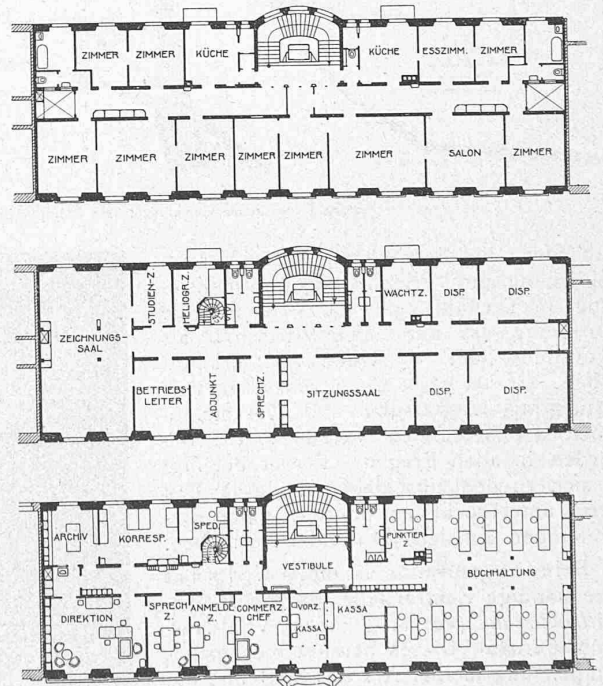 ZIMMER ZIMMER KÜCHE KÜCHE ESSZIMM. ZIMMER
ZIMMER ZIMMER ZIMMER ZIMMER ZIMMER ZIMMER SALON ZIMMER
STUDIEN-Z. HELIOGR.Z. WACHTZ. DISP. DISP.
ZEICHNUNGS-
SAAL
BETRIEBS-
LEITER
ADJUNKT SPRECHZ. SITZUNGSSAAL DISP. DISP.
ARCHIV KORRESP. SPED. VESTIBULE PUNKTIER
Z. BUCHHALTUNG
DIREKTION SPRECH
Z. ANMELDE
Z. COMMERZ.
CHEF VORZ. KASSA
KASSA